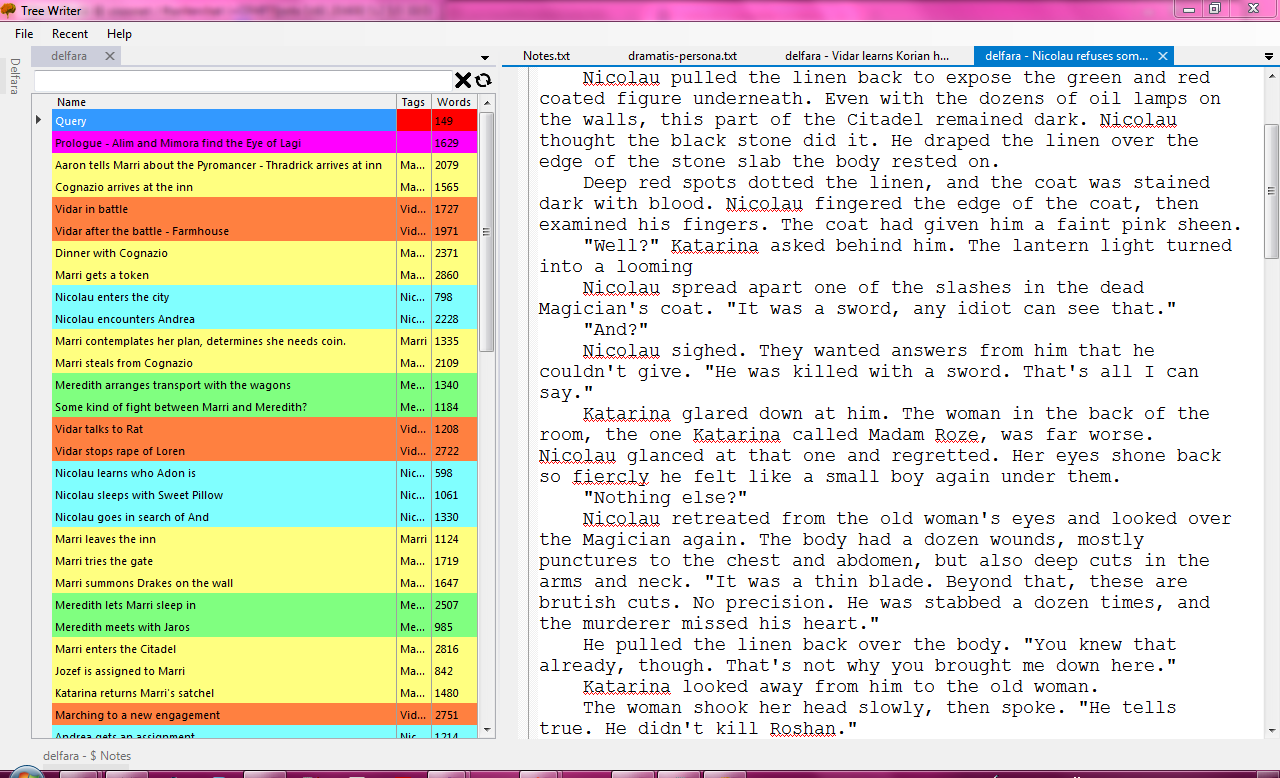 Tree Writer
File Recent Help
Delfara
delfara
Notes.txt dramatis-persona.txt delfara - Vidar learns Korian h... delfara - Nicolau refuses som...
Name Tags Words
Query 149
Prologue - Alim and Mimora find the Eye of Lagi 1629
Aaron tells Marri about the Pyromancer - Thradrick arrives at inn Ma... 2079
Cognazio arrives at the inn Ma... 1565
Vidar in battle Vid... 1727
Vidar after the battle - Farmhouse Vid... 1971
Dinner with Cognazio Ma... 2371
Marri gets a token Ma... 2860
Nicolau enters the city Nic... 798
Nicolau encounters Andrea Nic... 2228
Marri contemplates her plan, determines she needs coin. Marri 1335
Marri steals from Cognazio Ma... 2109
Meredith arranges transport with the wagons Me... 1340
Some kind of fight between Marri and Meredith? Me... 1184
Vidar talks to Rat Vid... 1208
Vidar stops rape of Loren Vid... 2722
Nicolau learns who Adon is Nic... 598
Nicolau sleeps with Sweet Pillow Nic... 1061
Nicolau goes in search of And Nic... 1330
Marri leaves the inn Marri 1124
Marri tries the gate Ma... 1719
Marri summons Drakes on the wall Ma... 1647
Meredith lets Marri sleep in Me... 2507
Meredith meets with Jaros Me... 985
Marri enters the Citadel Ma... 2816
Jozef is assigned to Marri Ma... 842
Katarina returns Marri's satchel Ma... 1480
Marching to a new engagement Vid... 2751
Andrea gets an assignment Nic... 1214
Nicolau pulled the linen back to expose the green and red
coated figure underneath. Even with the dozens of oil lamps on
the walls, this part of the Citadel remained dark. Nicolau
thought the black stone did it. He draped the linen over the
edge of the stone slab the body rested on.
Deep red spots dotted the linen, and the coat was stained
dark with blood. Nicolau fingered the edge of the coat, then
examined his fingers. The coat had given him a faint pink sheen.
"Well?" Katarina asked behind him. The lantern light turned
into a looming
Nicolau spread apart one of the slashes in the dead
Magician's coat. "It was a sword, any idiot can see that."
"And?"
Nicolau sighed. They wanted answers from him that he
couldn't give. "He was killed with a sword. That's all I can
say."
Katarina glared down at him. The woman in the back of the
room, the one Katarina called Madam Roze, was far worse.
Nicolau glanced at that one and regretted. Her eyes shone back
so fiercly he felt like a small boy again under them.
"Nothing else?"
Nicolau retreated from the old woman's eyes and looked over
the Magician again. The body had a dozen wounds, mostly
punctures to the chest and abdomen, but also deep cuts in the
arms and neck. "It was a thin blade. Beyond that, these are
brutish cuts. No precision. He was stabbed a dozen times, and
the murderer missed his heart."
He pulled the linen back over the body. "You knew that
already, though. That's not why you brought me down here."
Katarina looked away from him to the old woman.
The woman shook her head slowly, then spoke. "He tells
true. He didn't kill Roshan."
delfara - $ Notes